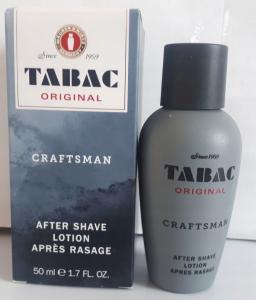 Since 1959
TABAC
ORIGINAL
CRAFTSMAN
AFTER SHAVE
LOTION
APRÈS RASAGE
50 ml ℮ 1.7 FL. OZ.
Since 1959
TABAC
ORIGINAL
CRAFTSMAN
AFTER SHAVE
LOTION
APRÈS RASAGE